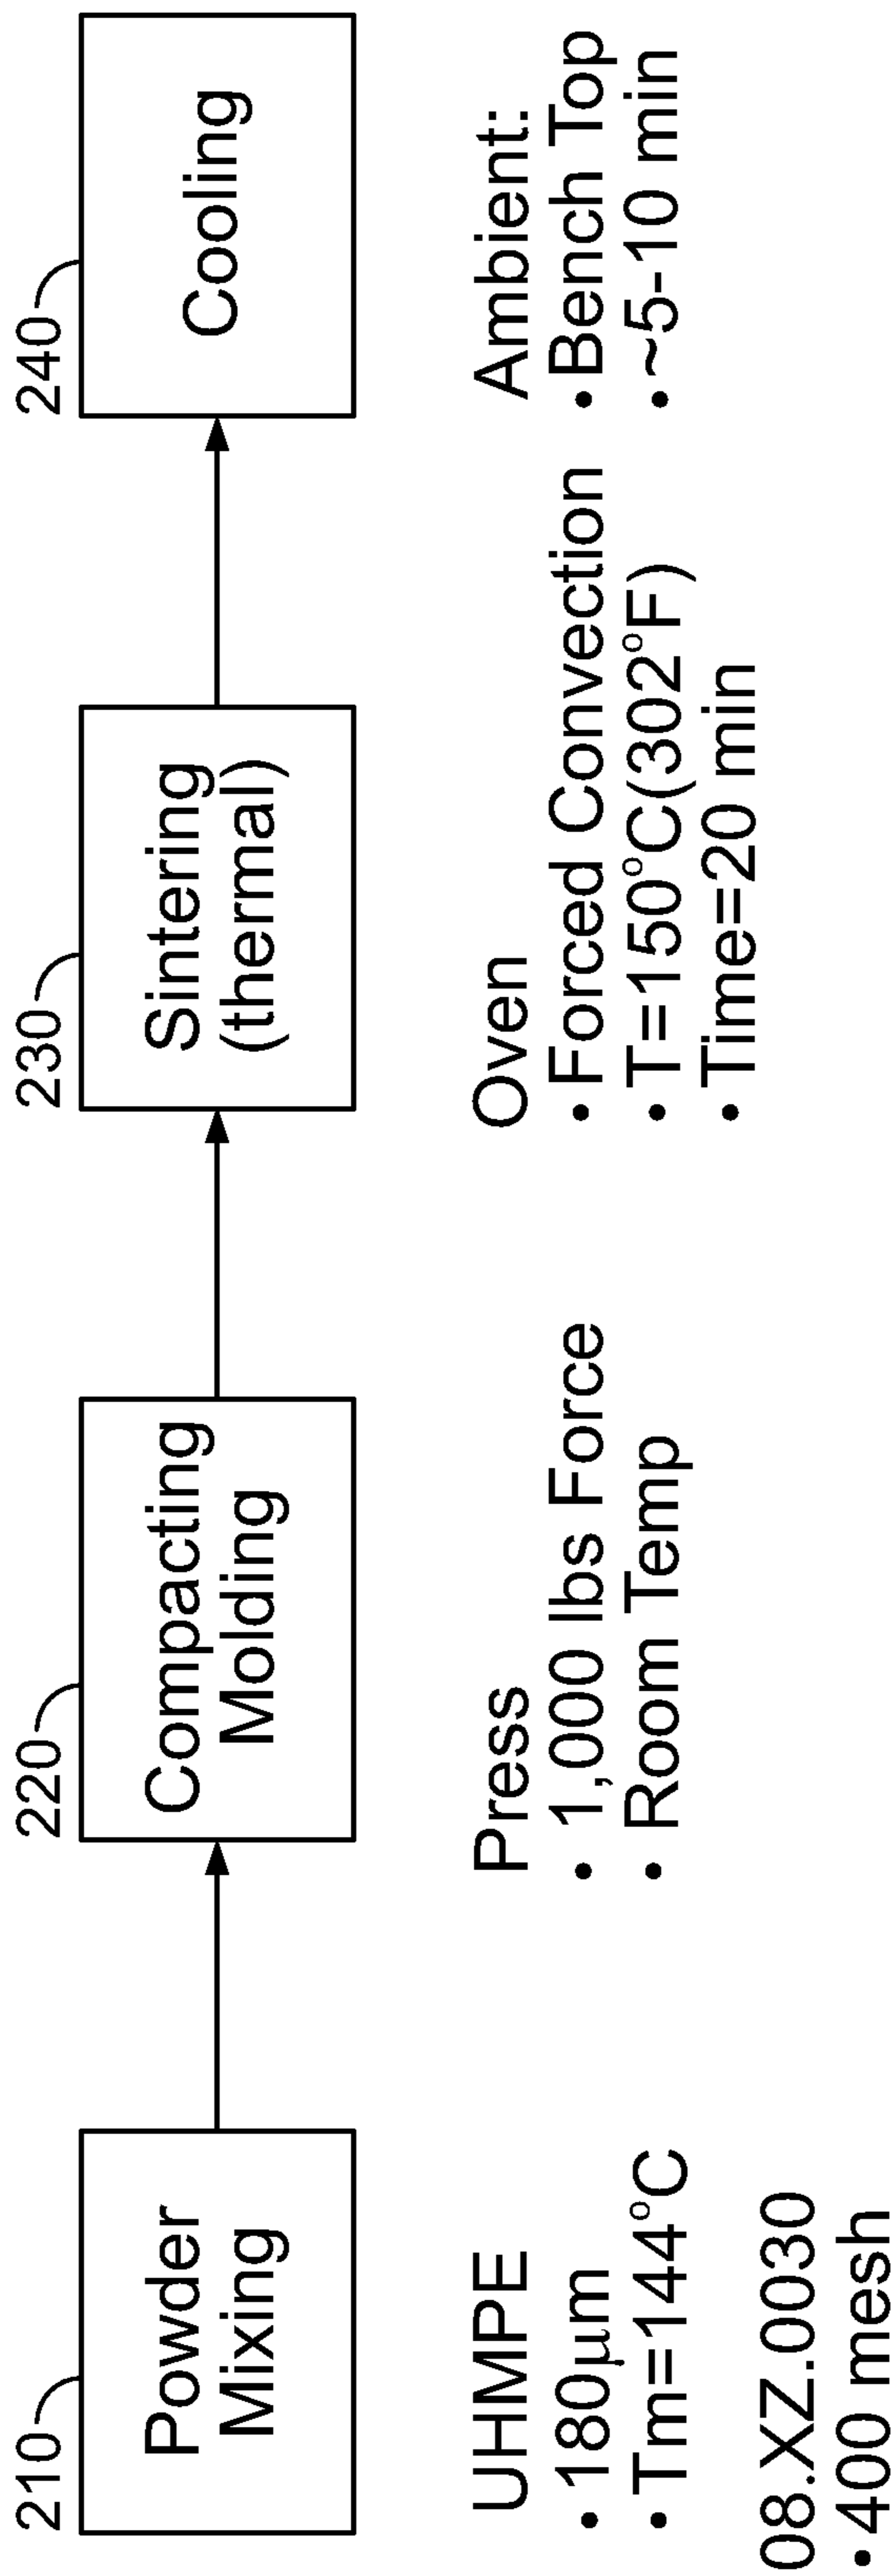 210
Powder
Mixing
UHMPE
• 180μm
• Tm=144°C
08.XZ.0030
• 400 mesh
220
Compacting
Molding
Press
• 1,000 lbs Force
• Room Temp
230
Sintering
(thermal)
Oven
• Forced Convection
• T=150°C(302°F)
• Time=20 min
240
Cooling
Ambient:
• Bench Top
• ~5-10 min